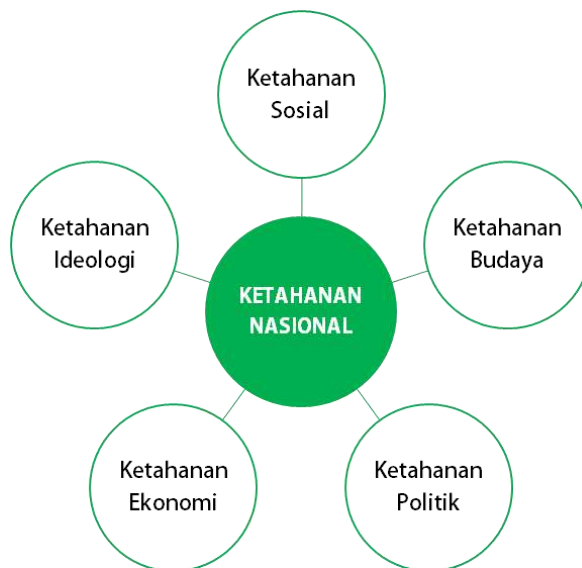 Ketahanan
Sosial
Ketahanan
Ideologi
Ketahanan
Budaya
KETAHANAN
NASIONAL
Ketahanan
Ekonomi
Ketahanan
Politik